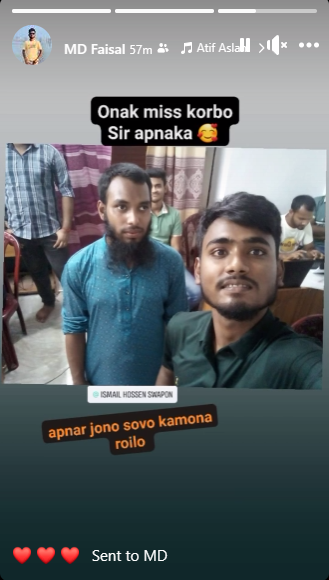 MD Faisal 57m Atif Asla
Onak miss korbo
Sir apnaka 🥰
ISMAIL HOSSEN SWAPON
apnar jono sovo kamona
roilo
❤️❤️❤️ Sent to MD